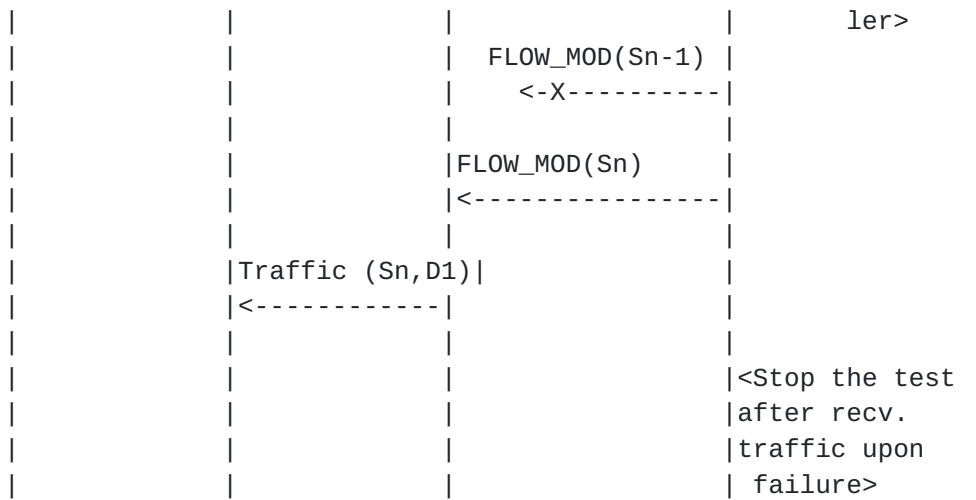 |             |             |                 |       ler>
|             |             |  FLOW_MOD(Sn-1) |
|             |             |    <-X----------|
|             |             |                 |
|             |             |FLOW_MOD(Sn)     |
|             |             |<----------------|
|             |             |                 |
|             |Traffic (Sn,D1)|               |
|             |<------------|                 |
|             |             |                 |
|             |             |                 |<Stop the test
|             |             |                 |after recv.
|             |             |                 |traffic upon
|             |             |                 | failure>